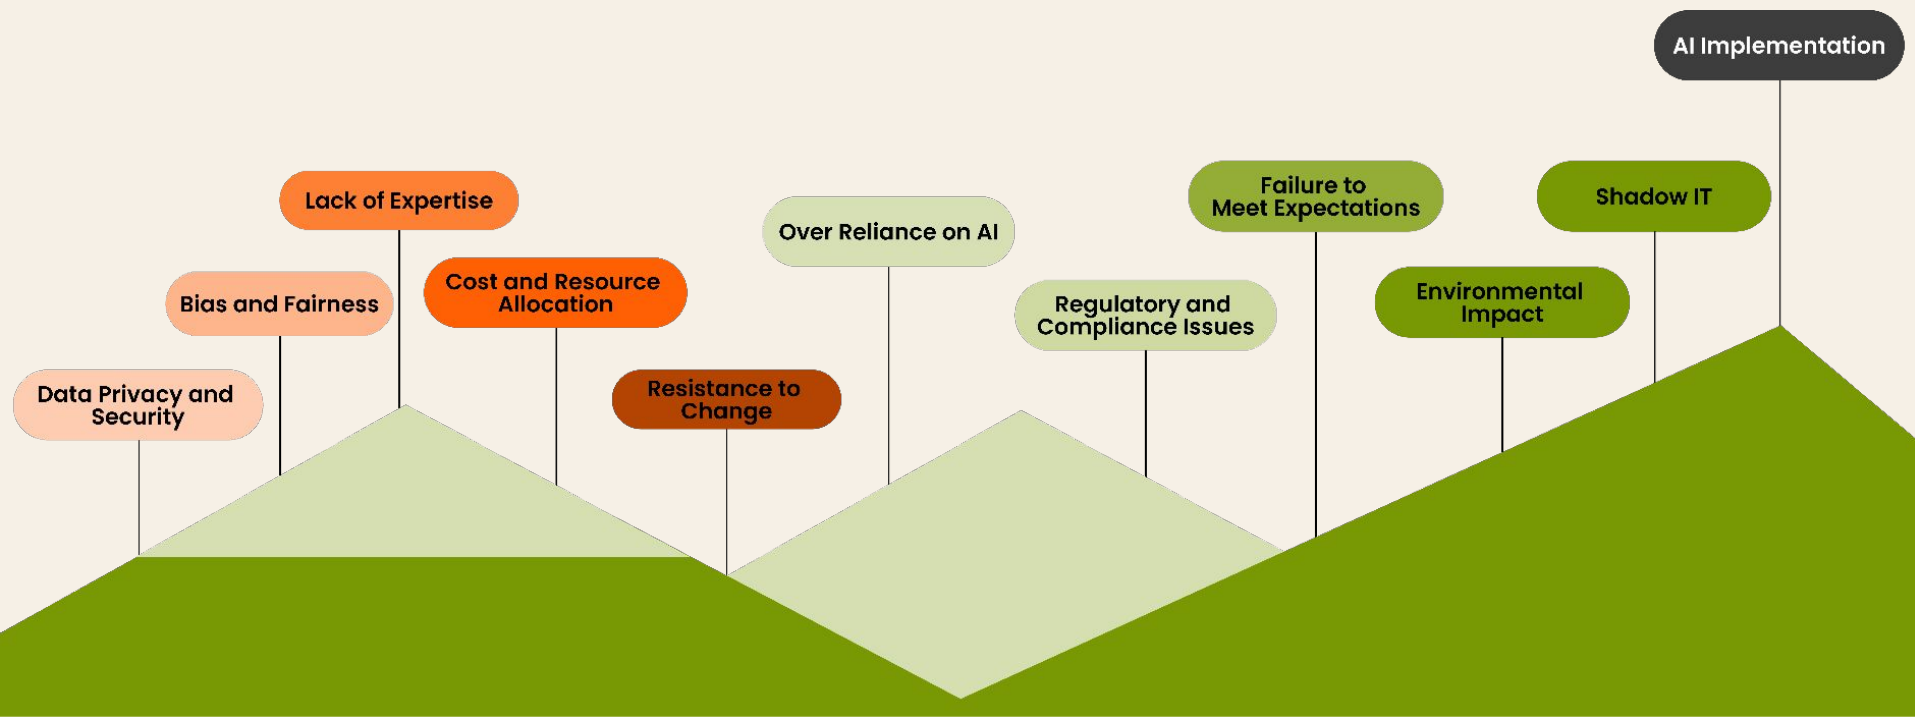 Data Privacy and
Security
Bias and Fairness
Lack of Expertise
Cost and Resource
Allocation
Resistance to
Change
Over Reliance on AI
Regulatory and
Compliance Issues
Failure to
Meet Expectations
Environmental
Impact
Shadow IT
AI Implementation